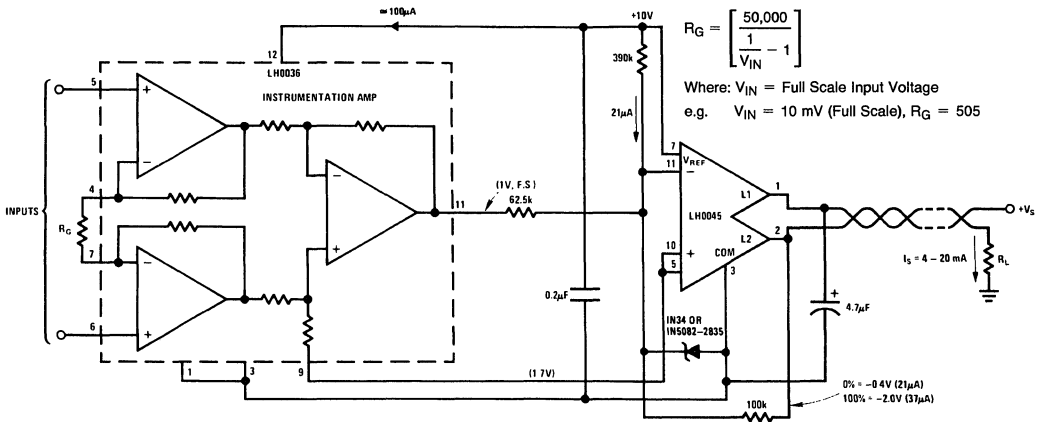 ≈100μA
+10V
R_G = [ 50,000 / ( 1 / V_IN − 1 ) ]
Where: V_IN = Full Scale Input Voltage
e.g. V_IN = 10 mV (Full Scale), R_G = 505
12
LH0036
INSTRUMENTATION AMP
390k
21μA
5
+
−
4
INPUTS
R_G
7
−
+
6
−
+
11
(1V, F.S)
62.5k
7
V_REF
11
−
LH0045
10
+
5
COM
3
L1
1
L2
2
+V_S
I_S = 4 – 20 mA
R_L
0.2μF
+
4.7μF
IN34 OR
IN5082–2835
1
3
9
(1 7V)
100k
0% = −0.4V (21μA)
100% = −2.0V (37μA)